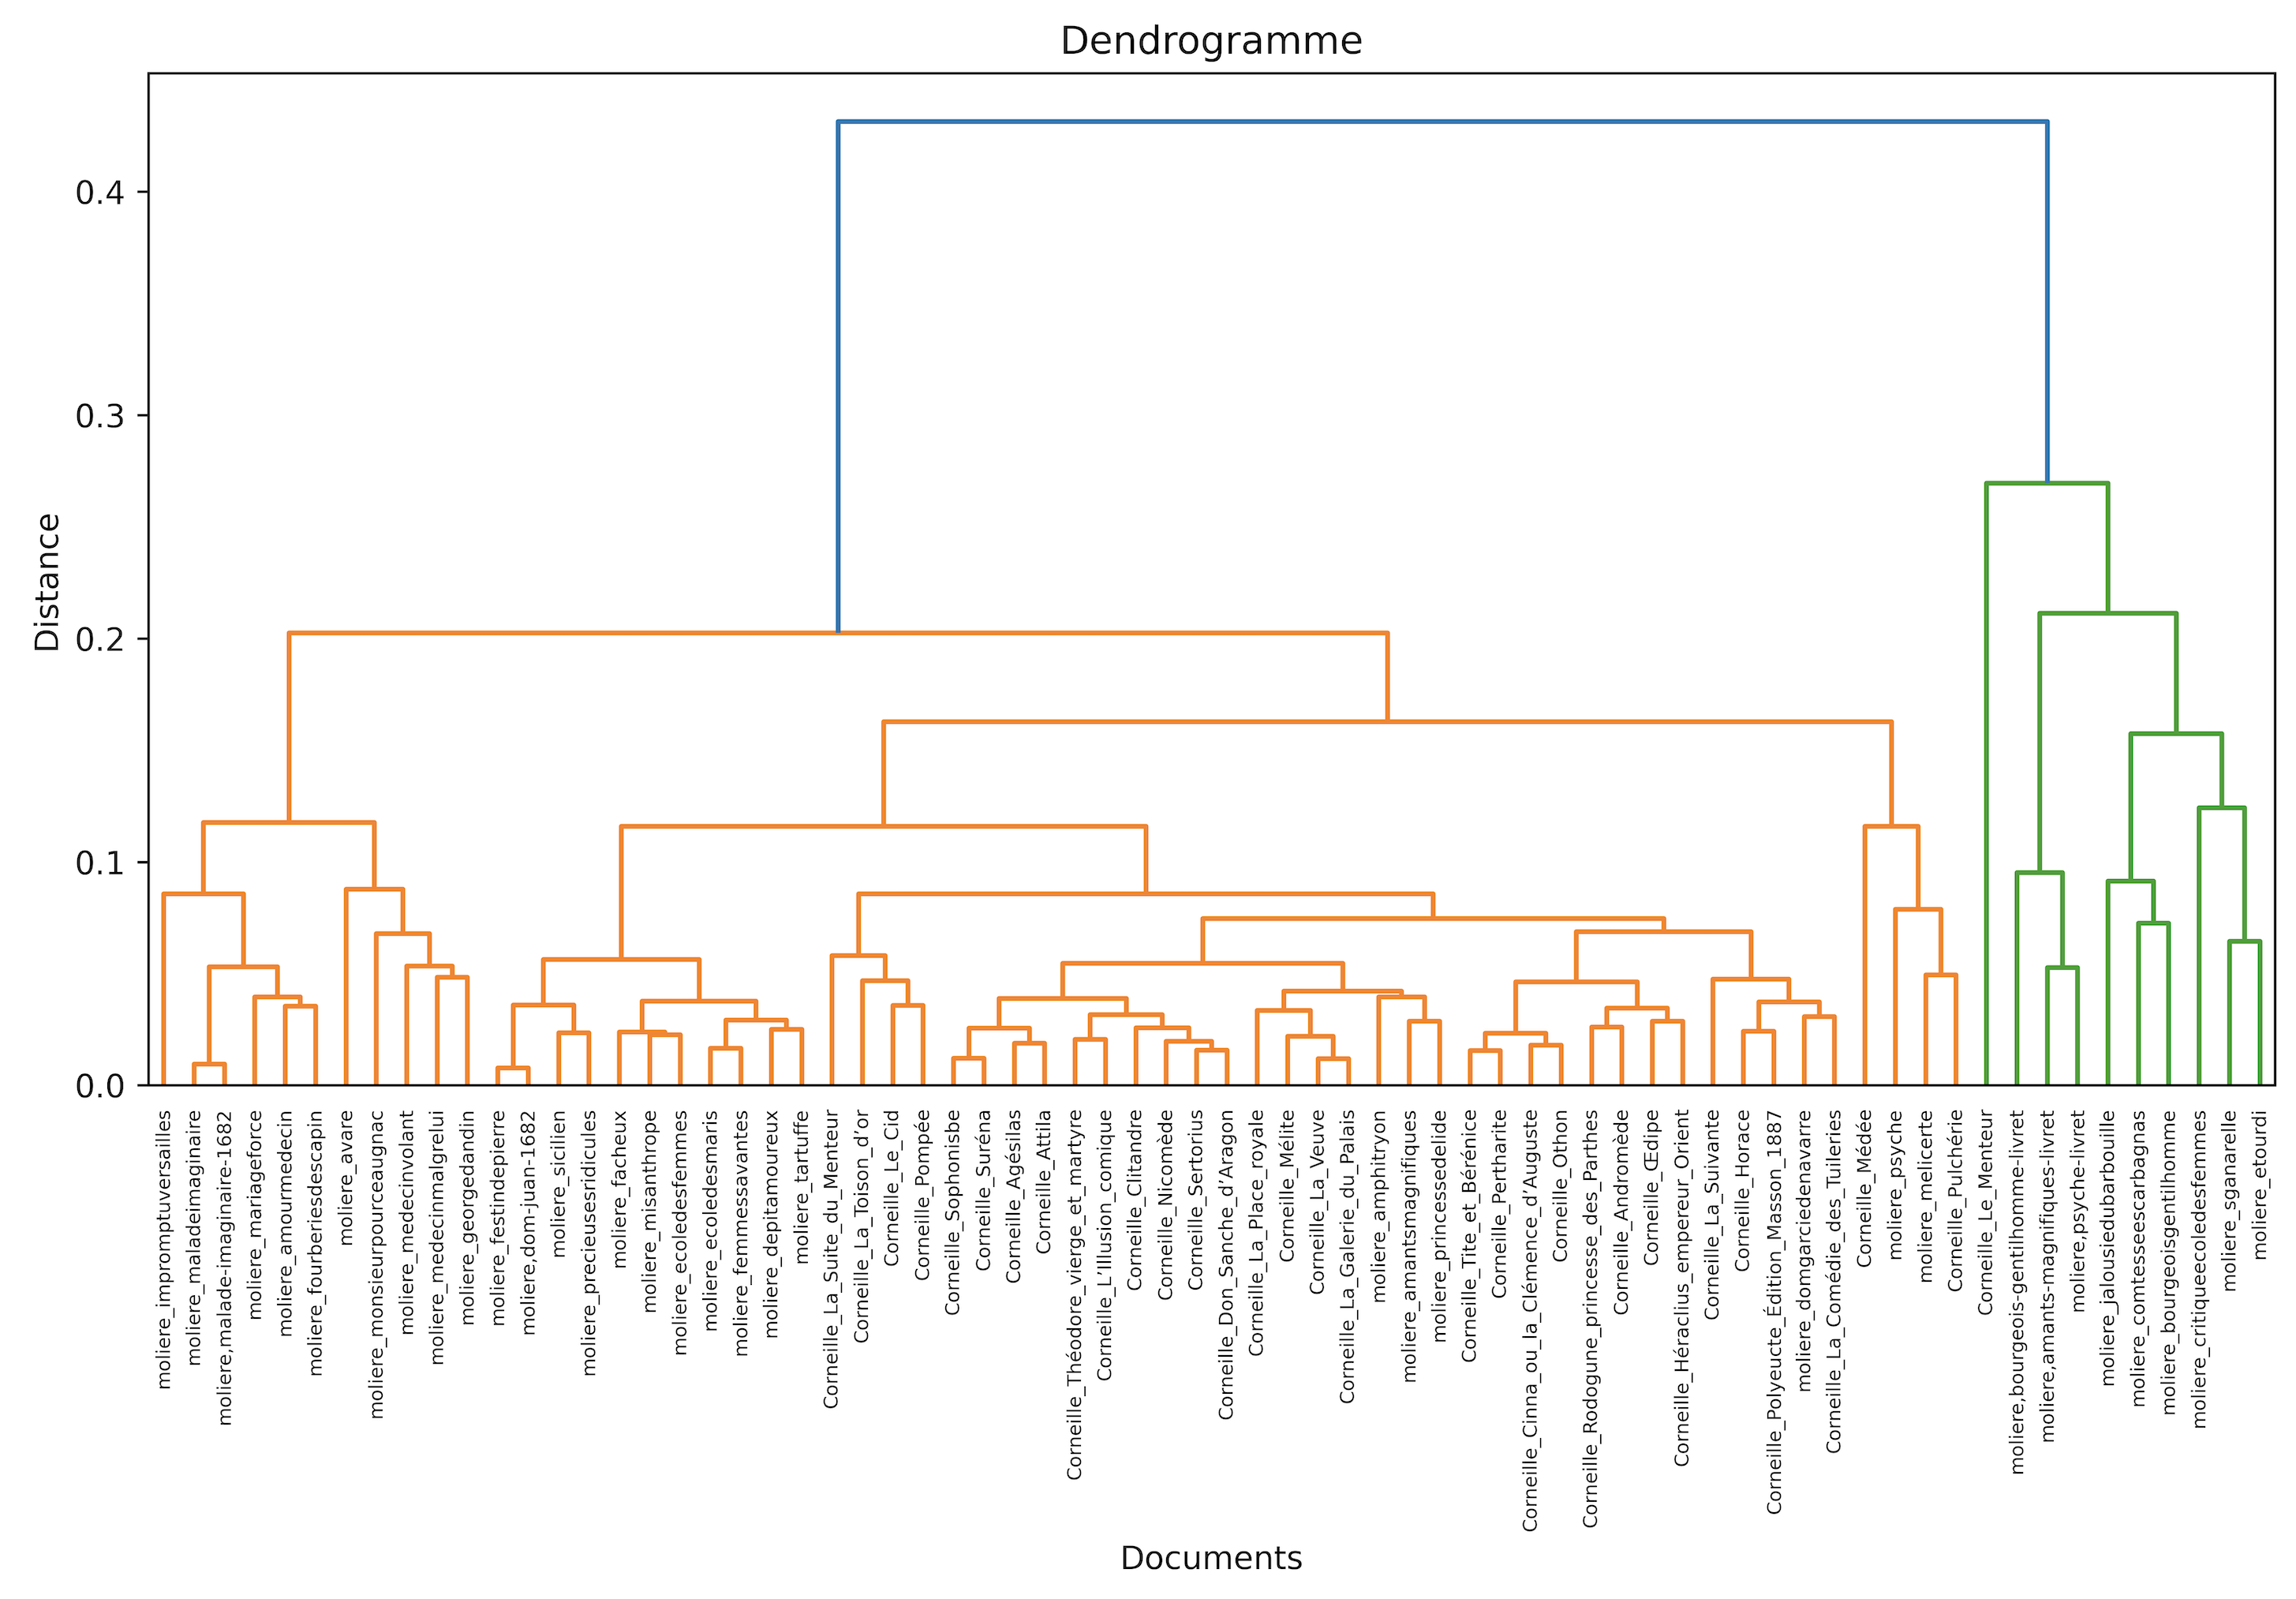 Dendrogramme
Distance
0.4
0.3
0.2
0.1
0.0
moliere_impromptuversailles
moliere_maladeimaginaire
moliere,malade-imaginaire-1682
moliere_mariageforce
moliere_amourmedecin
moliere_fourberiesdescapin
moliere_avare
moliere_monsieurpourceaugnac
moliere_medecinvolant
moliere_medecinmalgrelui
moliere_georgedandin
moliere_festindepierre
moliere,dom-juan-1682
moliere_sicilien
moliere_precieusesridicules
moliere_facheux
moliere_misanthrope
moliere_ecoledesfemmes
moliere_ecoledesmaris
moliere_femmessavantes
moliere_depitamoureux
moliere_tartuffe
Corneille_La_Suite_du_Menteur
Corneille_La_Toison_d’or
Corneille_Le_Cid
Corneille_Pompée
Corneille_Sophonisbe
Corneille_Suréna
Corneille_Agésilas
Corneille_Attila
Corneille_Théodore_vierge_et_martyre
Corneille_L’Illusion_comique
Corneille_Clitandre
Corneille_Nicomède
Corneille_Sertorius
Corneille_Don_Sanche_d’Aragon
Corneille_La_Place_royale
Corneille_Mélite
Corneille_La_Veuve
Corneille_La_Galerie_du_Palais
moliere_amphitryon
moliere_amantsmagnifiques
moliere_princessedelide
Corneille_Tite_et_Bérénice
Corneille_Pertharite
Corneille_Cinna_ou_la_Clémence_d’Auguste
Corneille_Othon
Corneille_Rodogune_princesse_des_Parthes
Corneille_Andromède
Corneille_Œdipe
Corneille_Héraclius_empereur_Orient
Corneille_La_Suivante
Corneille_Horace
Corneille_Polyeucte_Édition_Masson_1887
moliere_domgarciedenavarre
Corneille_La_Comédie_des_Tuileries
Corneille_Médée
moliere_psyche
moliere_melicerte
Corneille_Pulchérie
Corneille_Le_Menteur
moliere,bourgeois-gentilhomme-livret
moliere,amants-magnifiques-livret
moliere,psyche-livret
moliere_jalousiedubarbouille
moliere_comtesseescarbagnas
moliere_bourgeoisgentilhomme
moliere_critiqueecoledesfemmes
moliere_sganarelle
moliere_etourdi
Documents